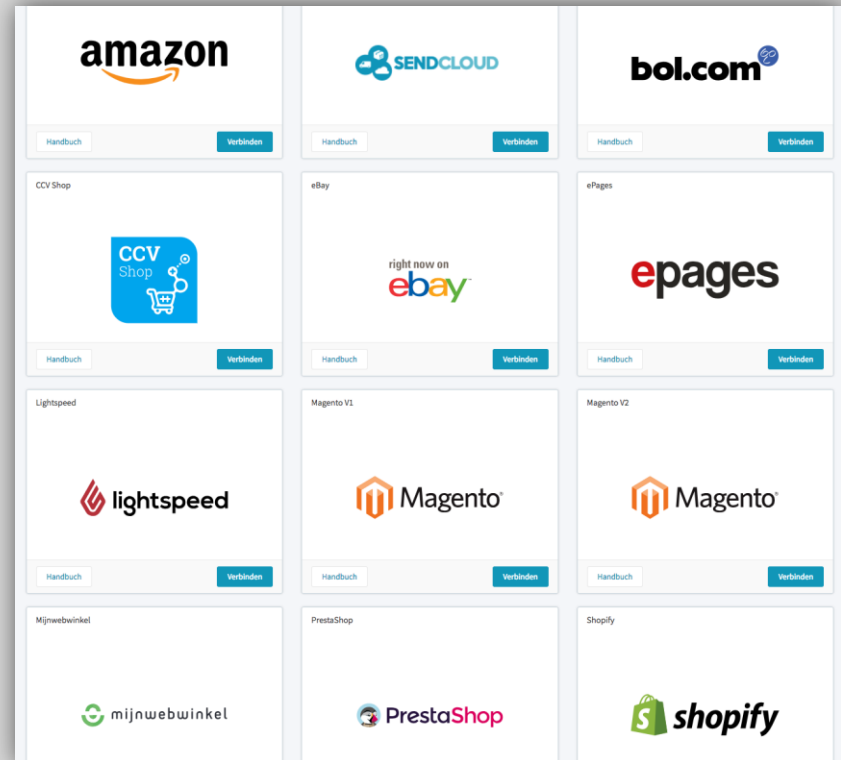 amazon
SENDCLOUD
bol.com
Handbuch
Verbinden
Handbuch
Verbinden
Handbuch
Verbinden
CCV Shop
eBay
ePages
CCV
Shop
right now on
ebay
epages
Handbuch
Verbinden
Handbuch
Verbinden
Handbuch
Verbinden
Lightspeed
Magento V1
Magento V2
lightspeed
Magento
Magento
Handbuch
Verbinden
Handbuch
Verbinden
Handbuch
Verbinden
Mijnwebwinkel
PrestaShop
Shopify
mijnwebwinkel
PrestaShop
shopify